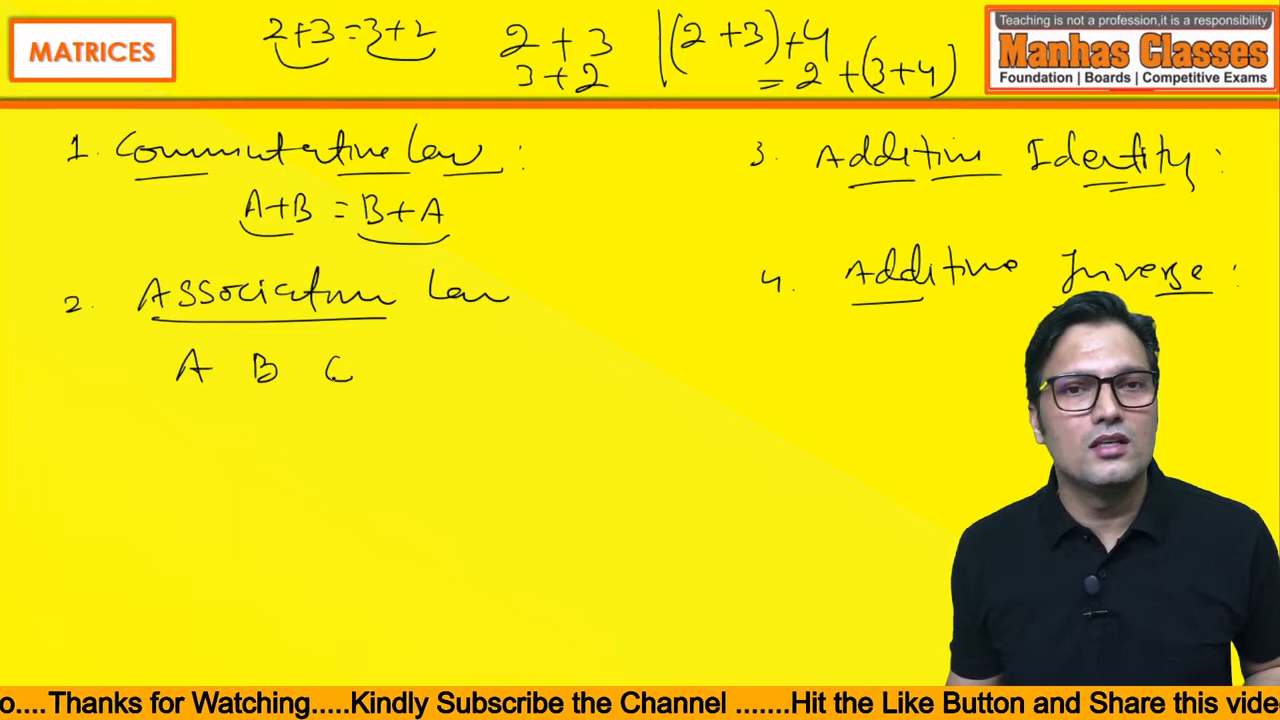 MATRICES
2+3=3+2
2 + 3
3 + 2
(2 +3)+4
= 2 +(3+4)
Teaching is not a profession,it is a responsibility
Manhas Classes
Foundation | Boards | Competitive Exams
1. Commutative Law :
A+B = B+A
2. Associative Law
A B C
3. Additive Identity :
4. Additive Inverse :
o....Thanks for Watching.....Kindly Subscribe the Channel .......Hit the Like Button and Share this vide